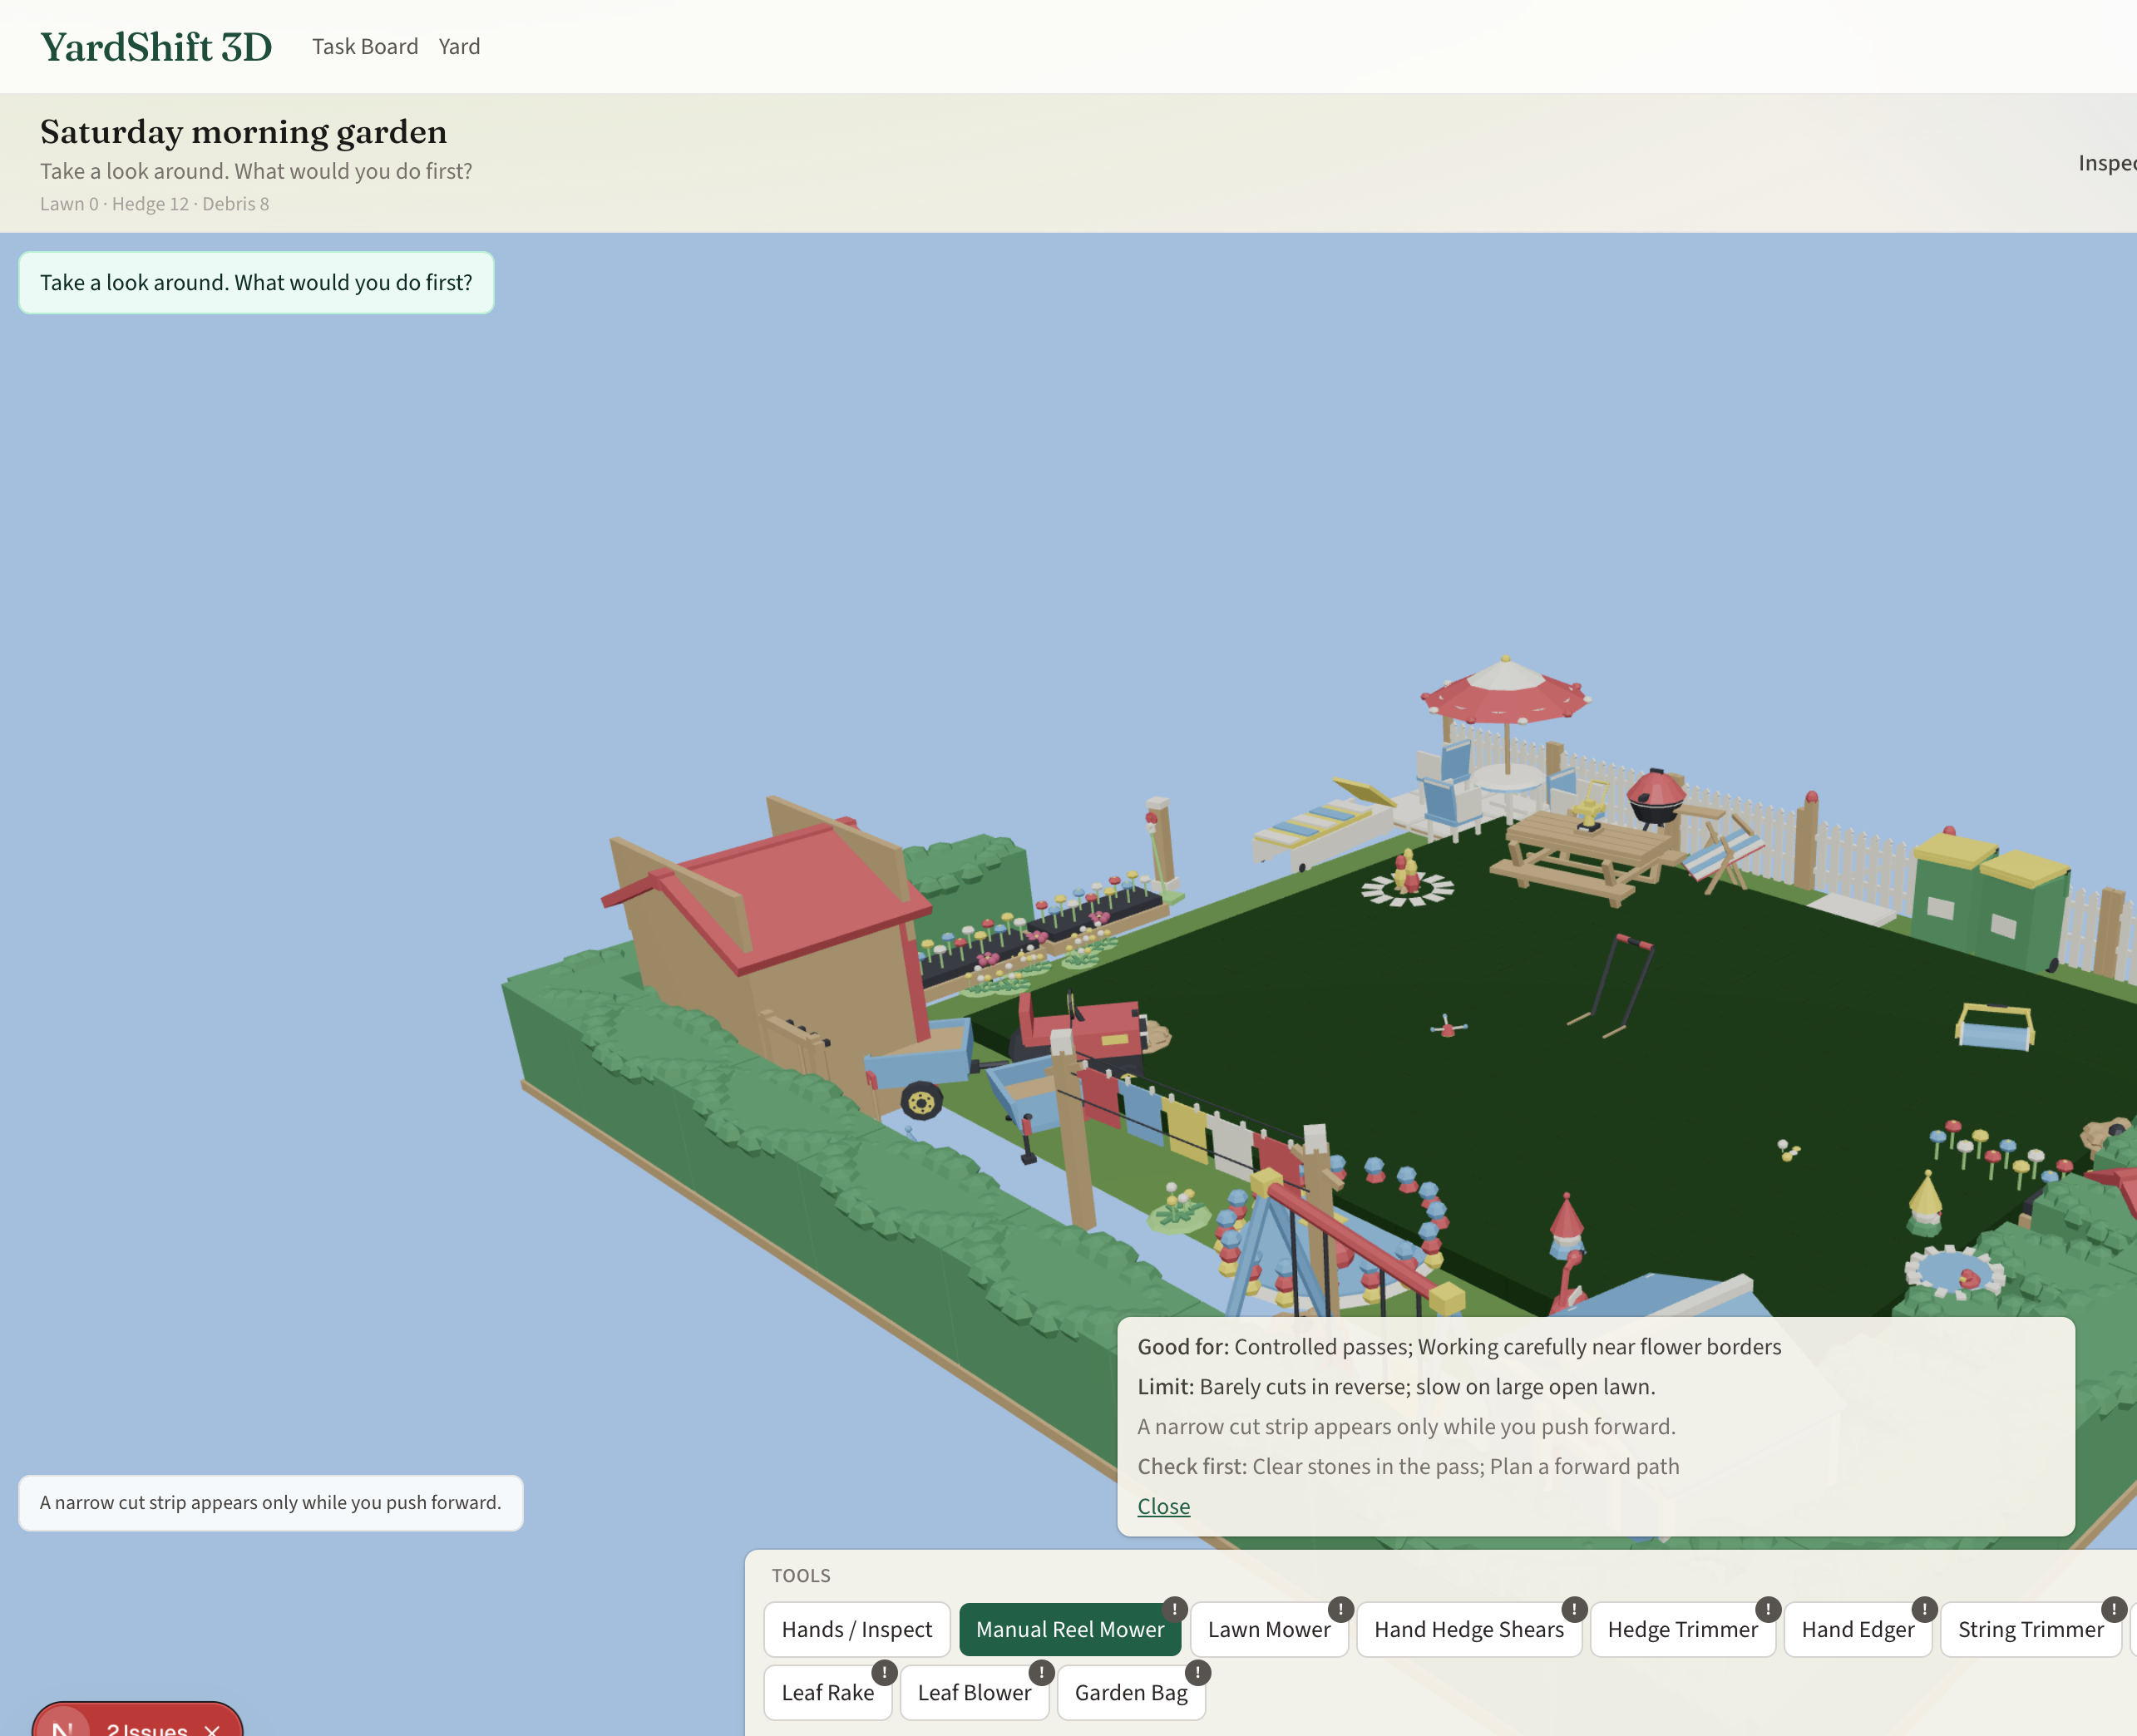 YardShift 3D
Task Board
Yard
Saturday morning garden
Take a look around. What would you do first?
Lawn 0 · Hedge 12 · Debris 8
Take a look around. What would you do first?
Good for: Controlled passes; Working carefully near flower borders
Limit: Barely cuts in reverse; slow on large open lawn.
A narrow cut strip appears only while you push forward.
Check first: Clear stones in the pass; Plan a forward path
Close
A narrow cut strip appears only while you push forward.
TOOLS
Hands / Inspect
Manual Reel Mower !
Lawn Mower !
Hand Hedge Shears !
Hedge Trimmer !
Hand Edger !
String Trimmer !
Leaf Rake !
Leaf Blower !
Garden Bag !
N 2 Issues